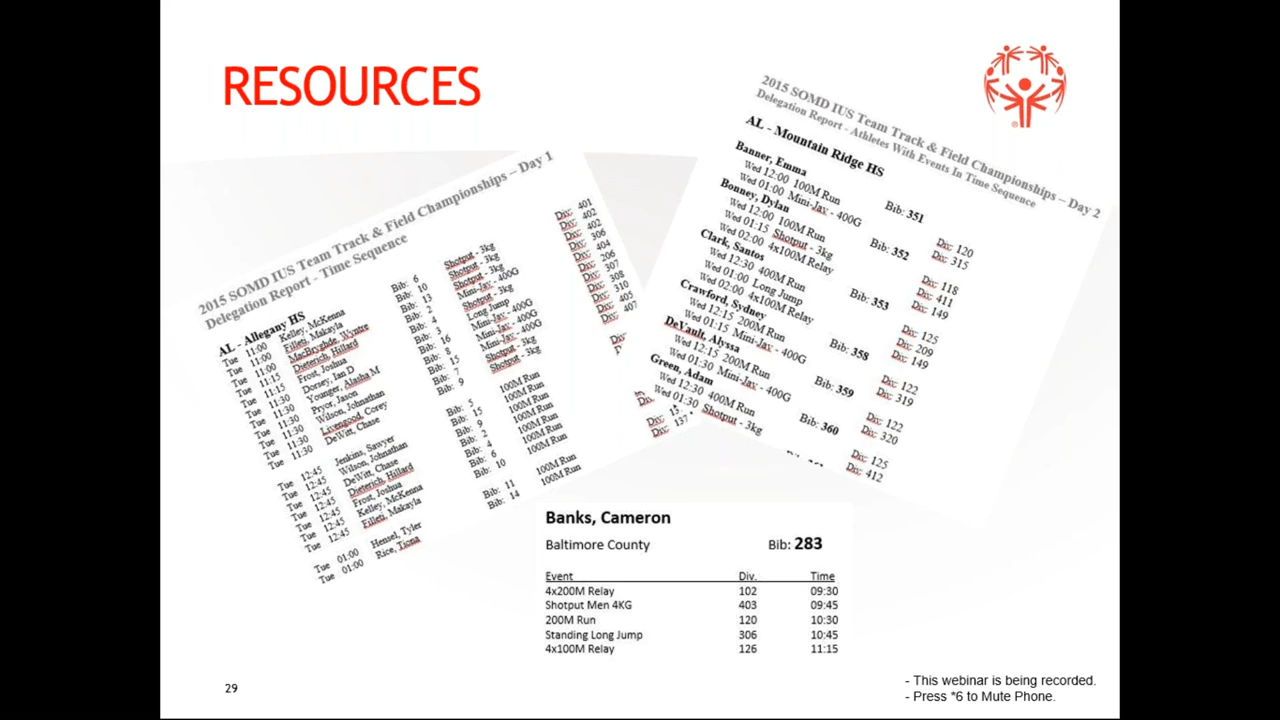 RESOURCES
2015 SOMD IUS Team Track & Field Championships – Day 1
Delegation Report - Time Sequence
AL - Allegany HS
Tue 11:00 Kelley, McKenna Bib: 6 Shotput - 3kg Div: 401
Tue 11:00 Filleti, Makayla Bib: 10 Shotput - 3kg Div: 402
Tue 11:00 MacBryghde, Wyntre Bib: 13 Shotput - 3kg Div: 402
Tue 11:15 Dieterich, Hillard Bib: 2 Mini-Jav - 400G Div: 306
Tue 11:15 Frost, Joshua Bib: 4 Shotput - 3kg Div: 404
Tue 11:30 Dorsey, Ian D Bib: 3 Long Jump Div: 206
Tue 11:30 Younger, Alasha M Bib: 16 Mini-Jav - 400G Div: 307
Tue 11:30 Pryor, Jason Bib: Mini-Jav - 400G Div: 308
Tue 11:30 Wilson, Johnathan Bib: 15 Mini-Jav - 400G Div: 310
Tue 11:30 Livengood, Corey Bib: 7 Shotput - 3kg Div: 405
Tue 11:30 DeWitt, Chase Bib: 9 Shotput - 3kg Div: 407
Tue 12:45 Jenkins, Sawyer Bib: 5 100M Run
Tue 12:45 Wilson, Johnathan Bib: 15 100M Run
Tue 12:45 DeWitt, Chase Bib: 9 100M Run
Tue 12:45 Dieterich, Hillard Bib: 2 100M Run
Tue 12:45 Frost, Joshua Bib: 4 100M Run
Tue 12:45 Kelley, McKenna Bib: 6 100M Run
Tue 12:45 Filleti, Makayla Bib: 10 100M Run
Tue 01:00 Hensel, Tyler Bib: 11 100M Run
Tue 01:00 Rice, Tiona Bib: 14 100M Run
Div: 137
2015 SOMD IUS Team Track & Field Championships – Day 2
Delegation Report - Athletes With Events In Time Sequence
AL - Mountain Ridge HS
Banner, Emma Bib: 351
Wed 12:00 100M Run Div: 120
Wed 01:00 Mini-Jav - 400G Div: 315
Bonney, Dylan Bib: 352
Wed 12:00 100M Run Div: 118
Wed 01:15 Shotput - 3kg Div: 411
Wed 02:00 4x100M Relay Div: 149
Clark, Santos Bib: 353
Wed 12:30 400M Run Div: 125
Wed 01:00 Long Jump Div: 209
Wed 02:00 4x100M Relay Div: 149
Crawford, Sydney Bib: 358
Wed 12:15 200M Run Div: 122
Wed 01:15 Mini-Jav - 400G Div: 319
DeVault, Alyssa Bib: 359
Wed 12:15 200M Run Div: 122
Wed 01:30 Mini-Jav - 400G Div: 320
Green, Adam Bib: 360
Wed 12:30 400M Run Div: 125
Wed 01:30 Shotput - 3kg Div: 412
Banks, Cameron
Baltimore County Bib: 283
Event Div. Time
4x200M Relay 102 09:30
Shotput Men 4KG 403 09:45
200M Run 120 10:30
Standing Long Jump 306 10:45
4x100M Relay 126 11:15
29
- This webinar is being recorded.
- Press *6 to Mute Phone.